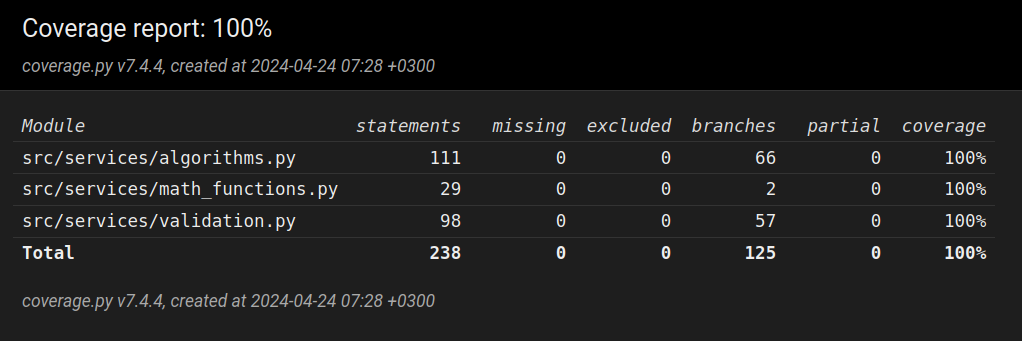 Coverage report: 100%
coverage.py v7.4.4, created at 2024-04-24 07:28 +0300
Module statements missing excluded branches partial coverage
src/services/algorithms.py 111 0 0 66 0 100%
src/services/math_functions.py 29 0 0 2 0 100%
src/services/validation.py 98 0 0 57 0 100%
Total 238 0 0 125 0 100%
coverage.py v7.4.4, created at 2024-04-24 07:28 +0300